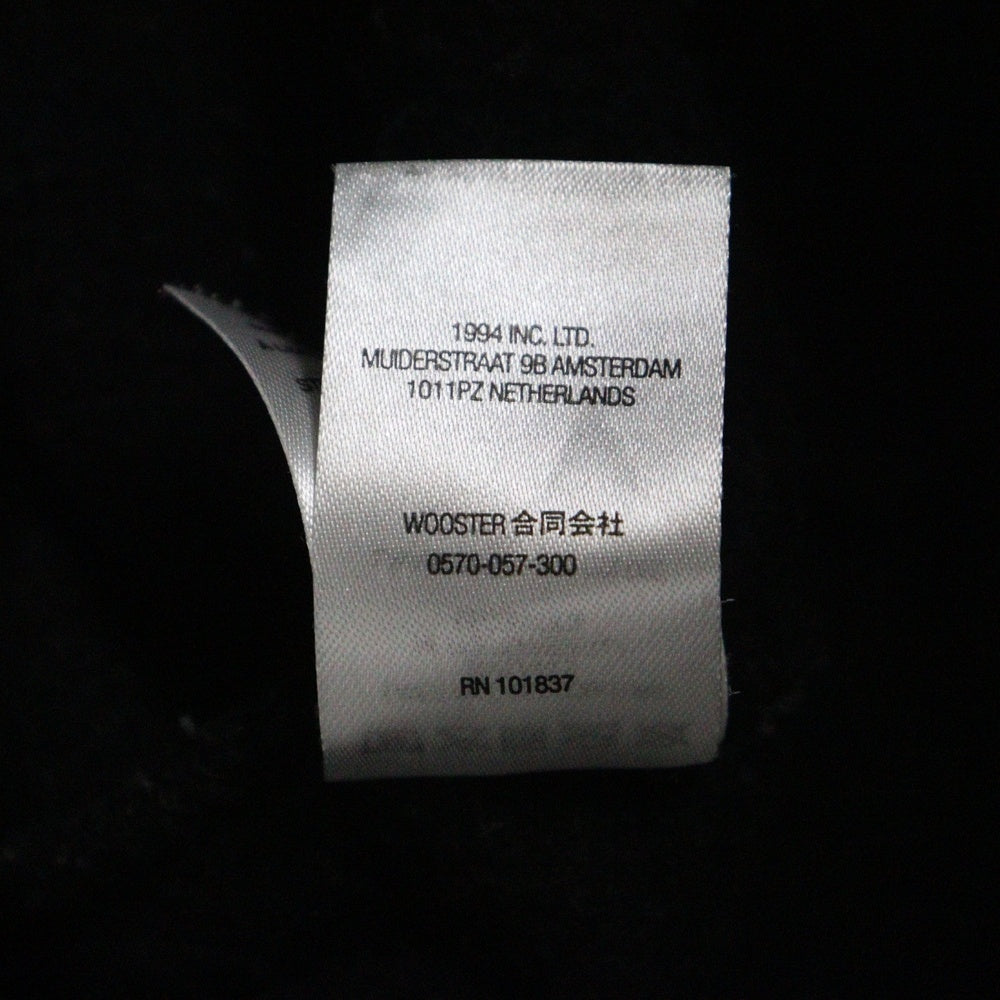 1994 INC. LTD.
MUIDERSTRAAT 9B AMSTERDAM
1011PZ NETHERLANDS
WOOSTER 合同会社
0570-057-300
RN 101837